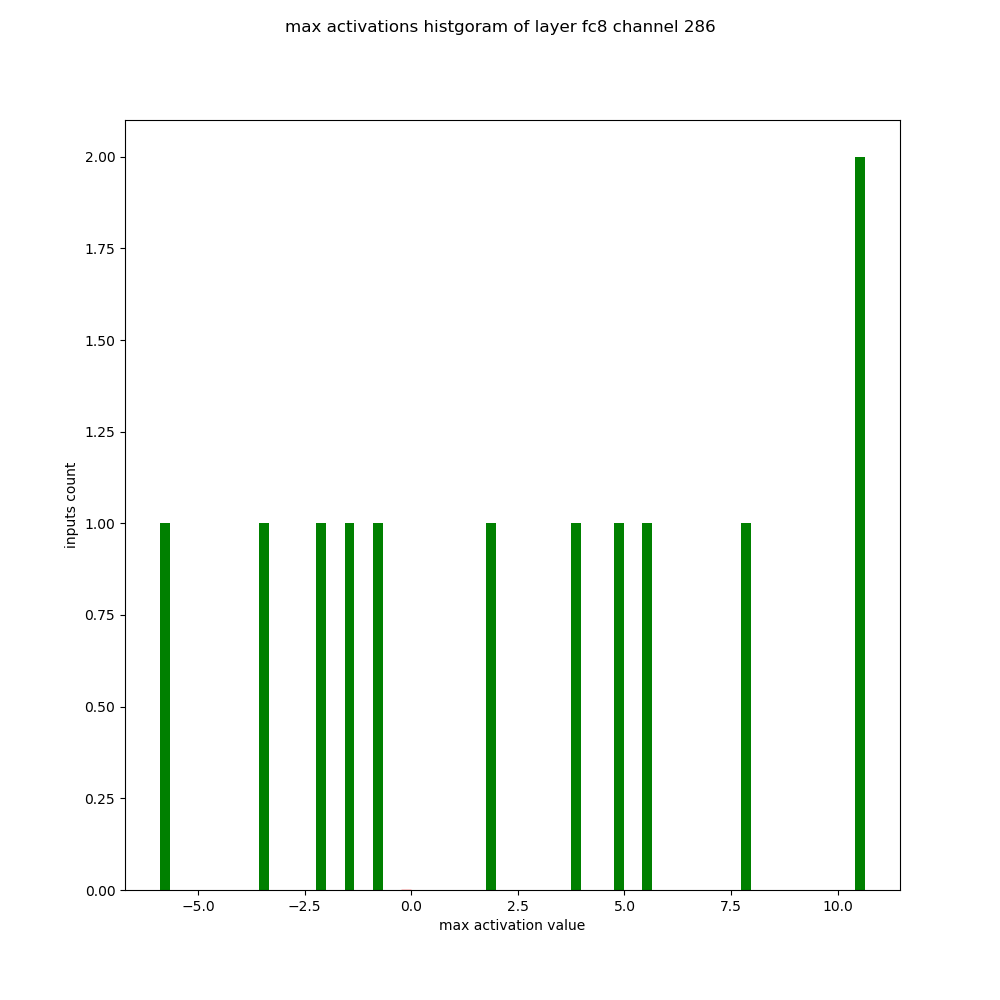 max activations histgoram of layer fc8 channel 286
2.00
1.75
1.50
1.25
1.00
0.75
0.50
0.25
0.00
inputs count
−5.0 −2.5 0.0 2.5 5.0 7.5 10.0
max activation value